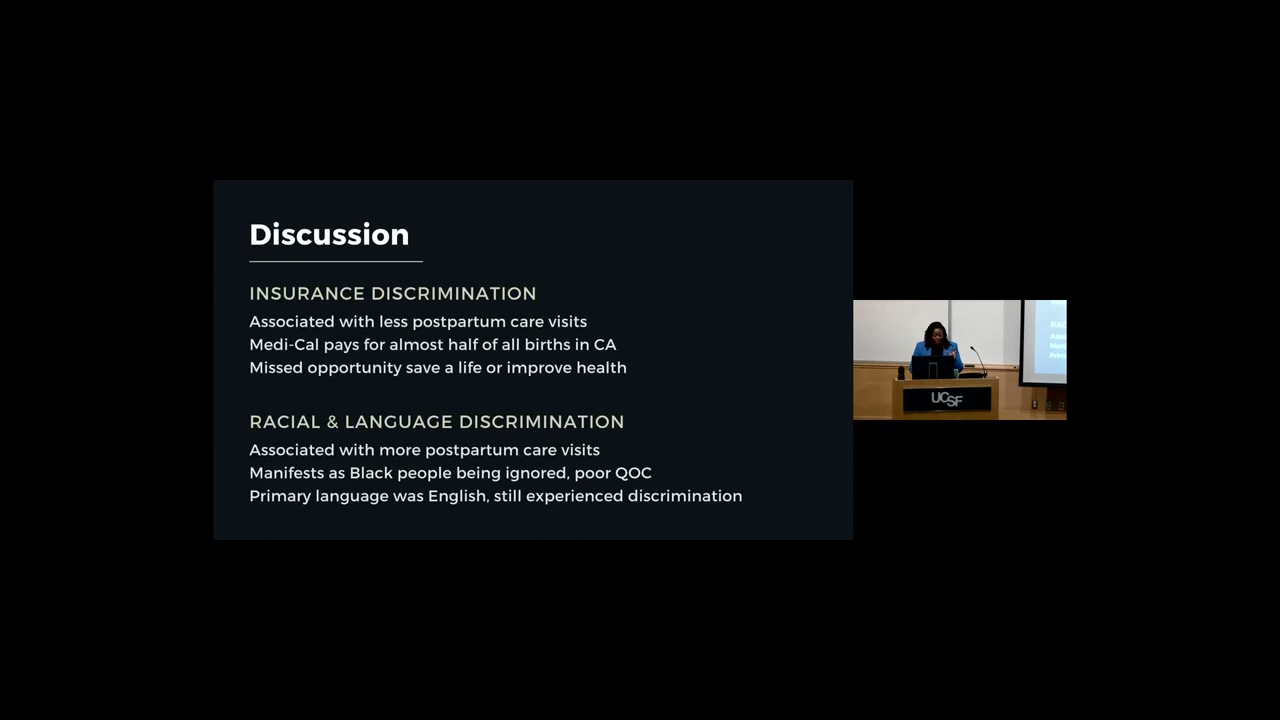 Discussion
INSURANCE DISCRIMINATION
Associated with less postpartum care visits
Medi-Cal pays for almost half of all births in CA
Missed opportunity save a life or improve health
RACIAL & LANGUAGE DISCRIMINATION
Associated with more postpartum care visits
Manifests as Black people being ignored, poor QOC
Primary language was English, still experienced discrimination
UCSF